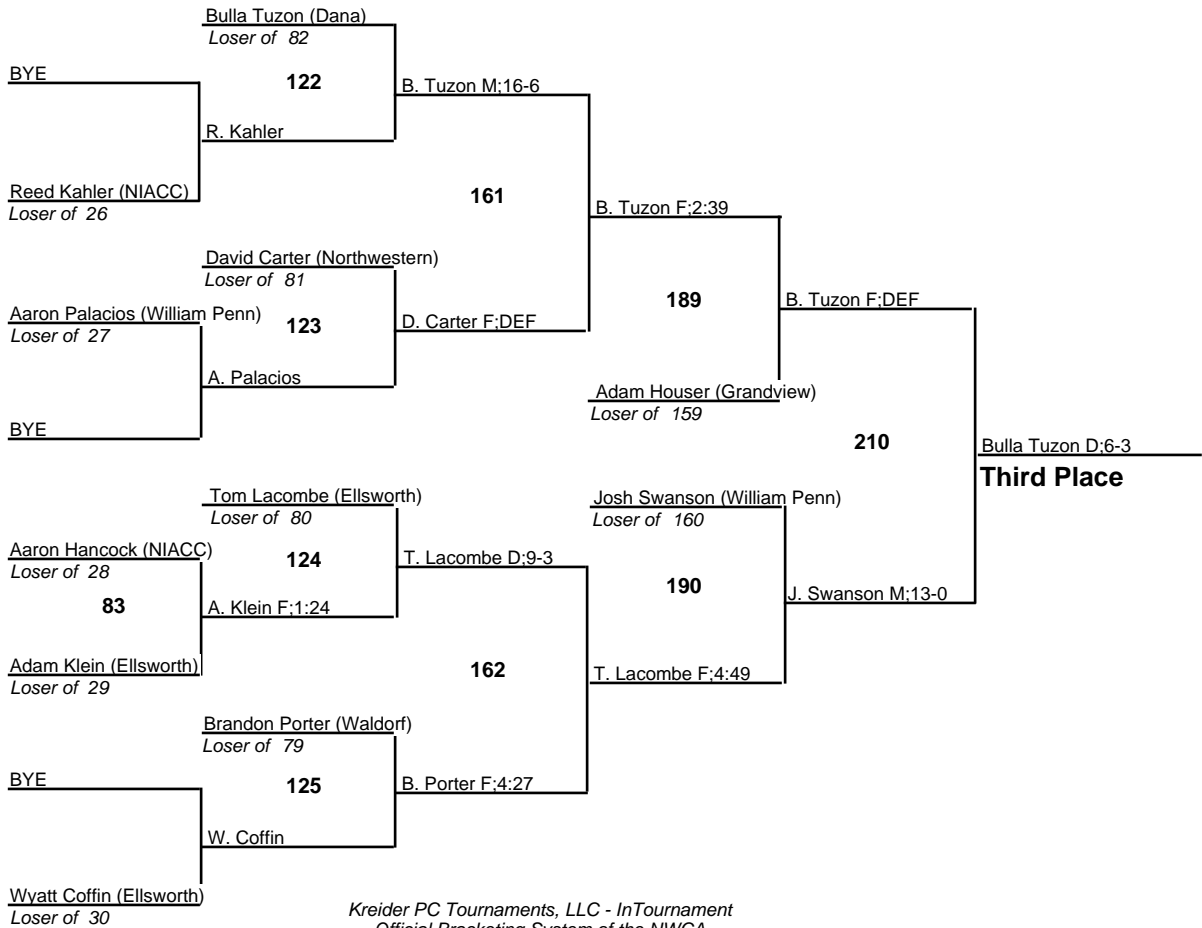 Bulla Tuzon (Dana)
Loser of 82
BYE
122
B. Tuzon M;16-6
R. Kahler
Reed Kahler (NIACC)
Loser of 26
161
B. Tuzon F;2:39
David Carter (Northwestern)
Loser of 81
Aaron Palacios (William Penn)
Loser of 27
123
D. Carter F;DEF
189
B. Tuzon F;DEF
A. Palacios
Adam Houser (Grandview)
Loser of 159
BYE
210
Bulla Tuzon D;6-3
Third Place
Tom Lacombe (Ellsworth)
Loser of 80
Josh Swanson (William Penn)
Loser of 160
Aaron Hancock (NIACC)
Loser of 28
124
T. Lacombe D;9-3
83
A. Klein F;1:24
190
J. Swanson M;13-0
Adam Klein (Ellsworth)
Loser of 29
162
T. Lacombe F;4:49
Brandon Porter (Waldorf)
Loser of 79
BYE
125
B. Porter F;4:27
W. Coffin
Wyatt Coffin (Ellsworth)
Loser of 30
Kreider PC Tournaments, LLC - InTournament
Official Bracketing System of the NWCA